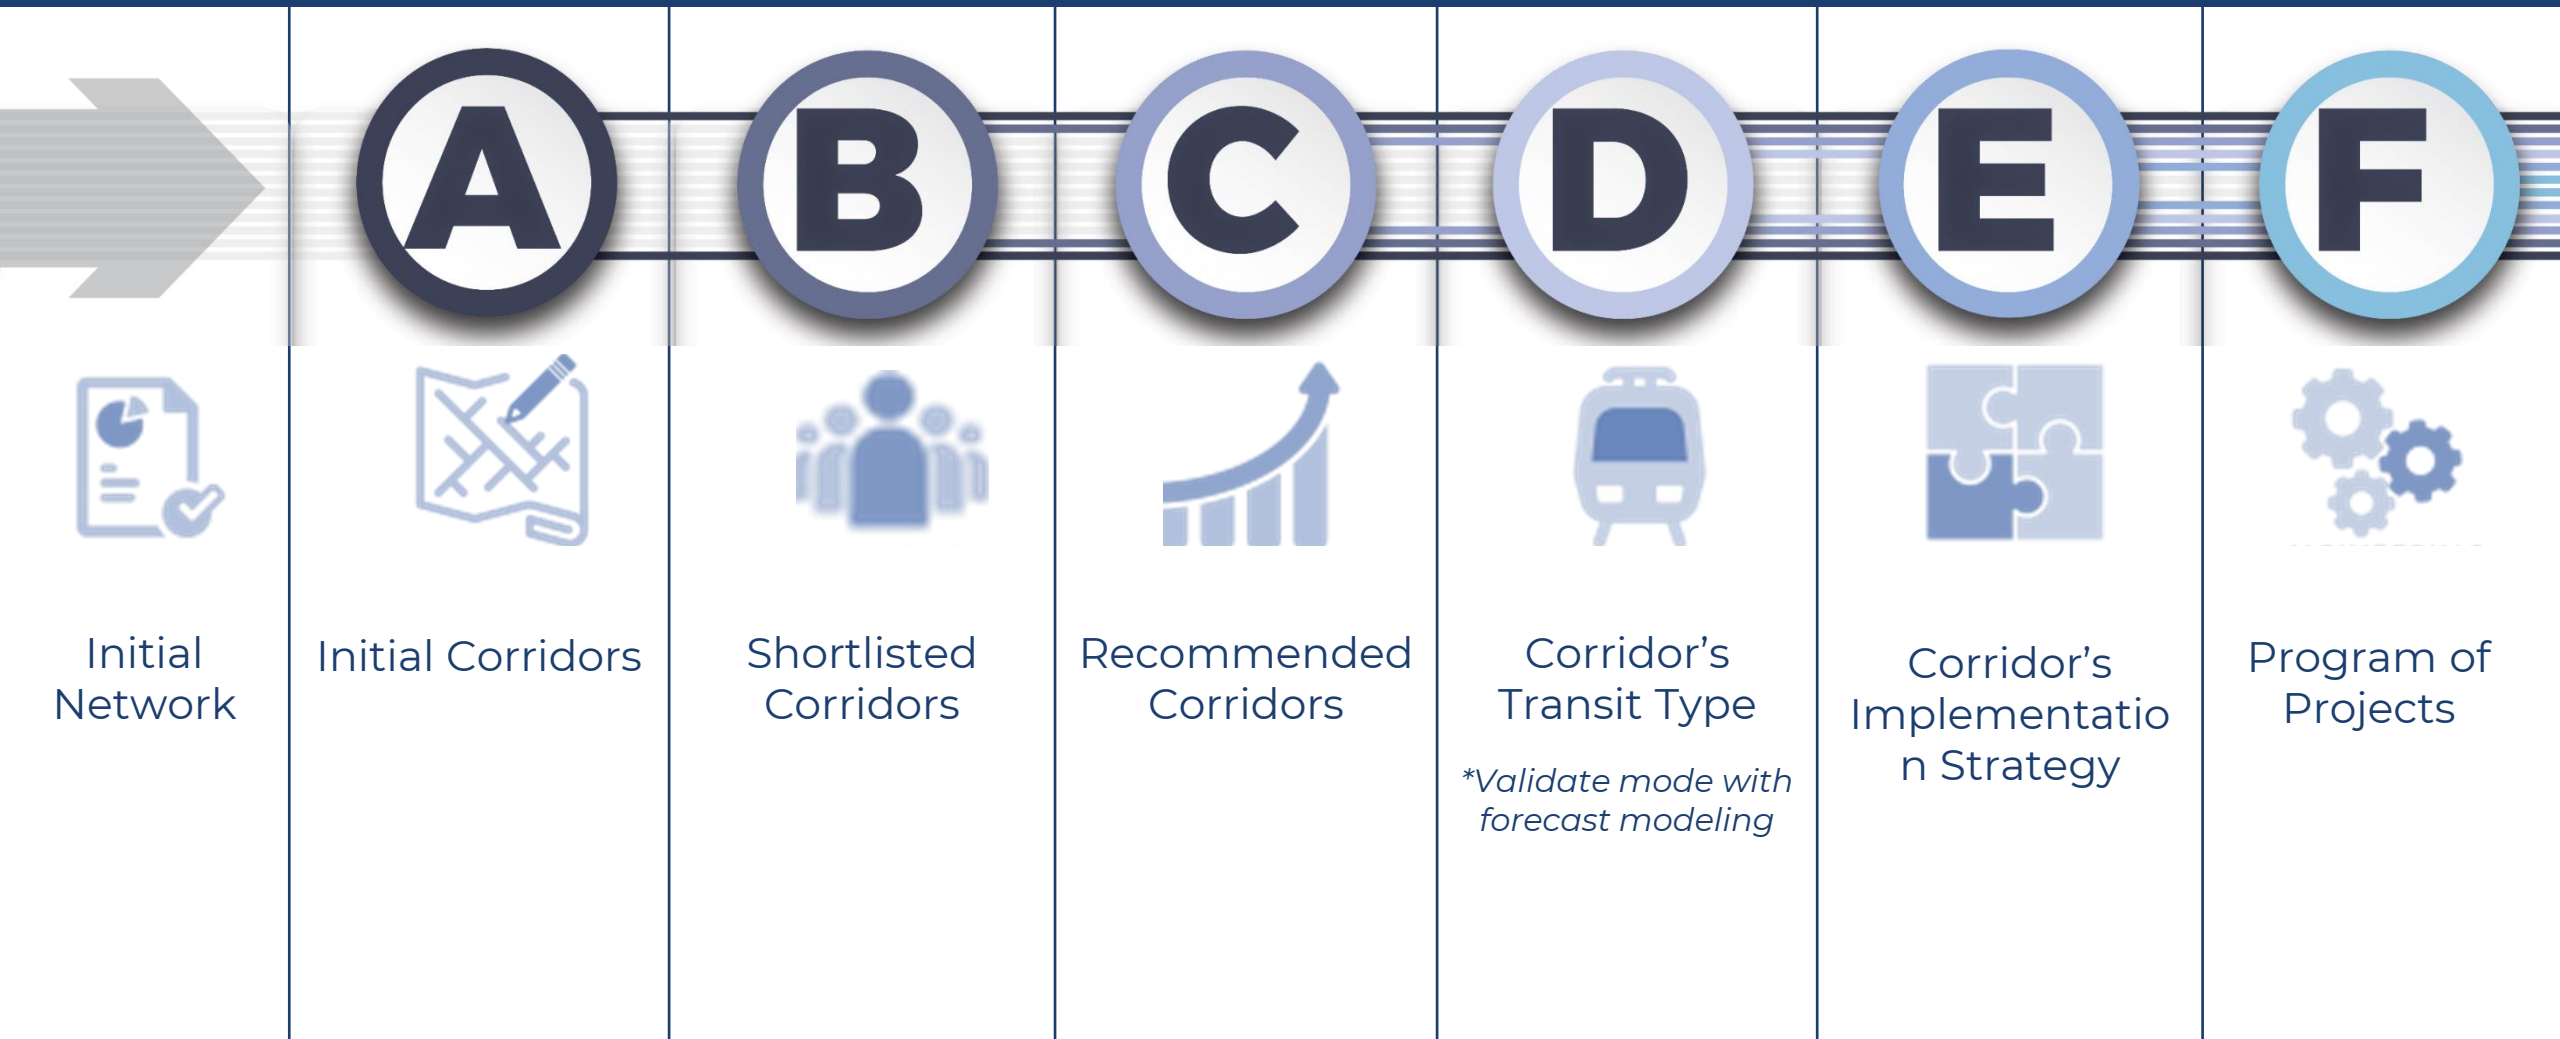 A
B
C
D
E
F
Initial
Network
Initial Corridors
Shortlisted
Corridors
Recommended
Corridors
Corridor’s
Transit Type
*Validate mode with
forecast modeling
Corridor’s
Implementatio
n Strategy
Program of
Projects